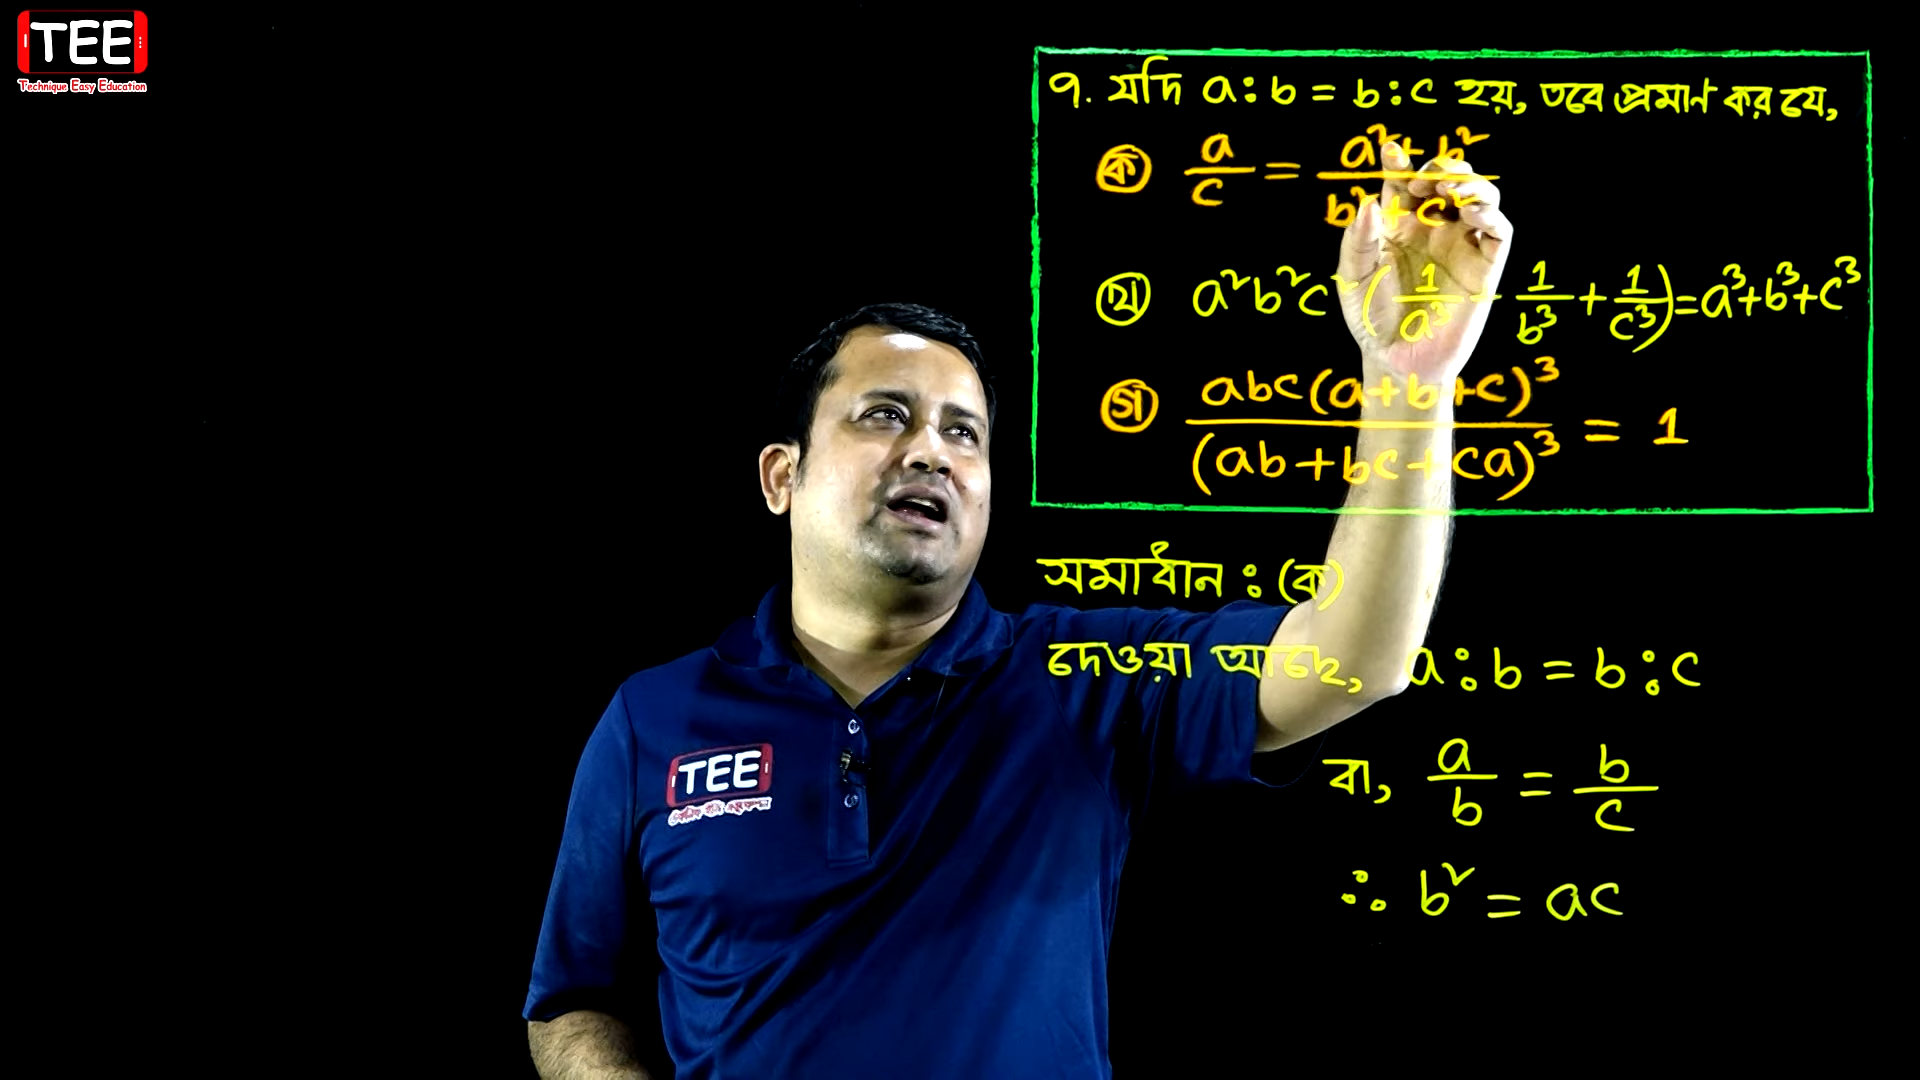 TEE
Technique Easy Education
৭. যদি a : b = b : c হয়, তবে প্রমাণ কর যে,
(ক) a/c = (a² + b²)/(b² + c²)
(খ) a²b²c² (1/a³ + 1/b³ + 1/c³) = a³ + b³ + c³
(গ) abc(a+b+c)³/(ab+bc+ca)³ = 1
সমাধান : (ক)
দেওয়া আছে, a : b = b : c
বা, a/b = b/c
∴ b² = ac
TEE